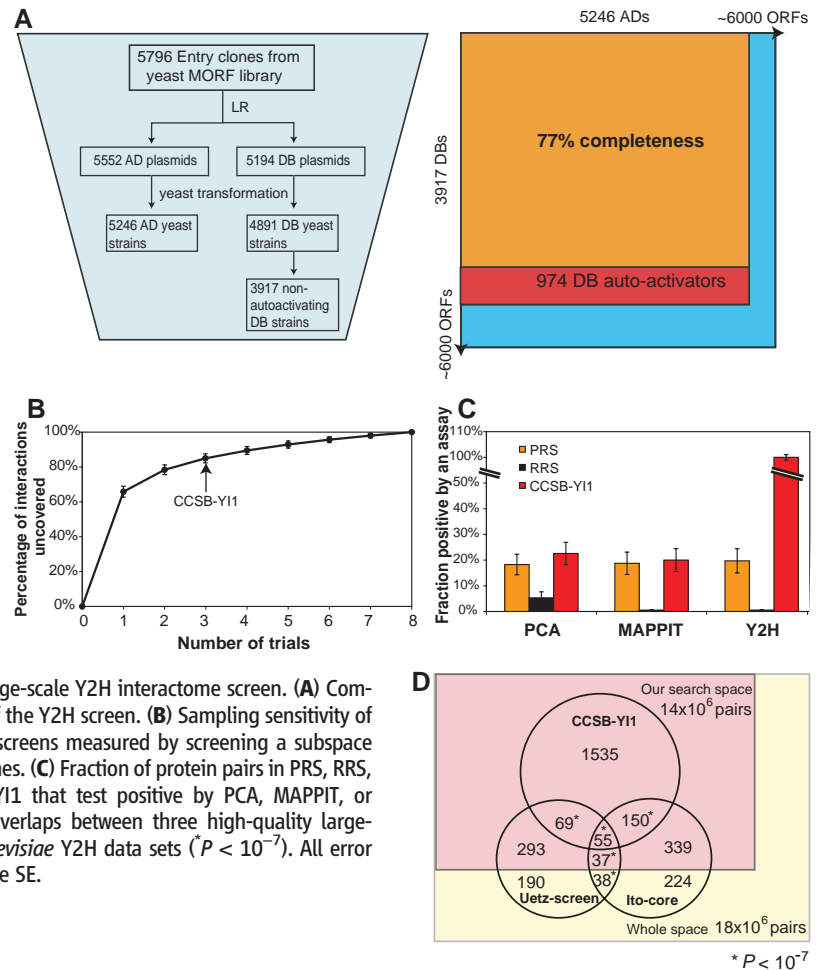 A
5796 Entry clones from
yeast MORF library
LR
5552 AD plasmids
5194 DB plasmids
yeast transformation
5246 AD yeast
strains
4891 DB yeast
strains
3917 non-
autoactivating
DB strains
5246 ADs
~6000 ORFs
3917 DBs
77% completeness
974 DB auto-activators
~6000 ORFs
B
Percentage of interactions
uncovered
100%
80%
60%
40%
20%
0%
CCSB-YI1
0 1 2 3 4 5 6 7 8
Number of trials
C
Fraction positive by an assay
110%
100%
50%
40%
30%
20%
10%
0%
PRS
RRS
CCSB-YI1
PCA MAPPIT Y2H
ge-scale Y2H interactome screen. (A) Com-
f the Y2H screen. (B) Sampling sensitivity of
screens measured by screening a subspace
nes. (C) Fraction of protein pairs in PRS, RRS,
YI1 that test positive by PCA, MAPPIT, or
verlaps between three high-quality large-
evisiae Y2H data sets (*P < 10⁻⁷). All error
e SE.
D
Our search space
14x10⁶ pairs
CCSB-YI1
1535
69*
*
55
150*
293
37*
339
190
38*
224
Uetz-screen
Ito-core
Whole space 18x10⁶ pairs
* P < 10⁻⁷